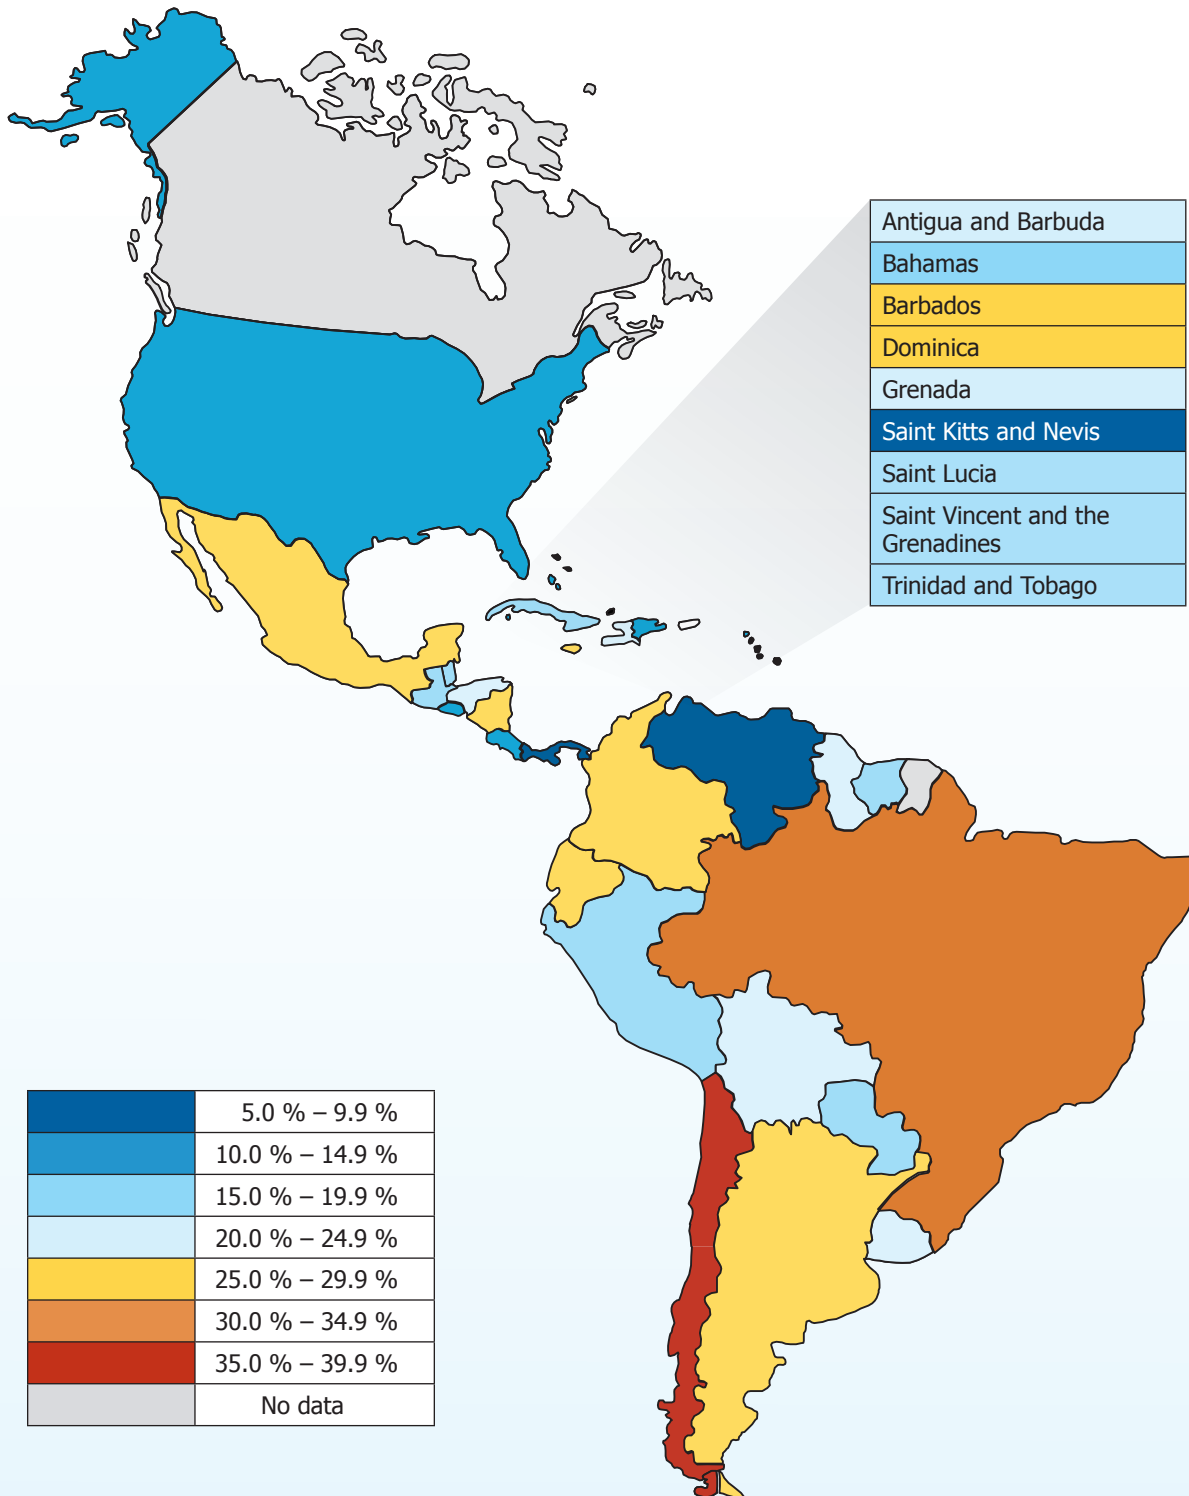 Antigua and Barbuda
Bahamas
Barbados
Dominica
Grenada
Saint Kitts and Nevis
Saint Lucia
Saint Vincent and the
Grenadines
Trinidad and Tobago
5.0 % – 9.9 %
10.0 % – 14.9 %
15.0 % – 19.9 %
20.0 % – 24.9 %
25.0 % – 29.9 %
30.0 % – 34.9 %
35.0 % – 39.9 %
No data